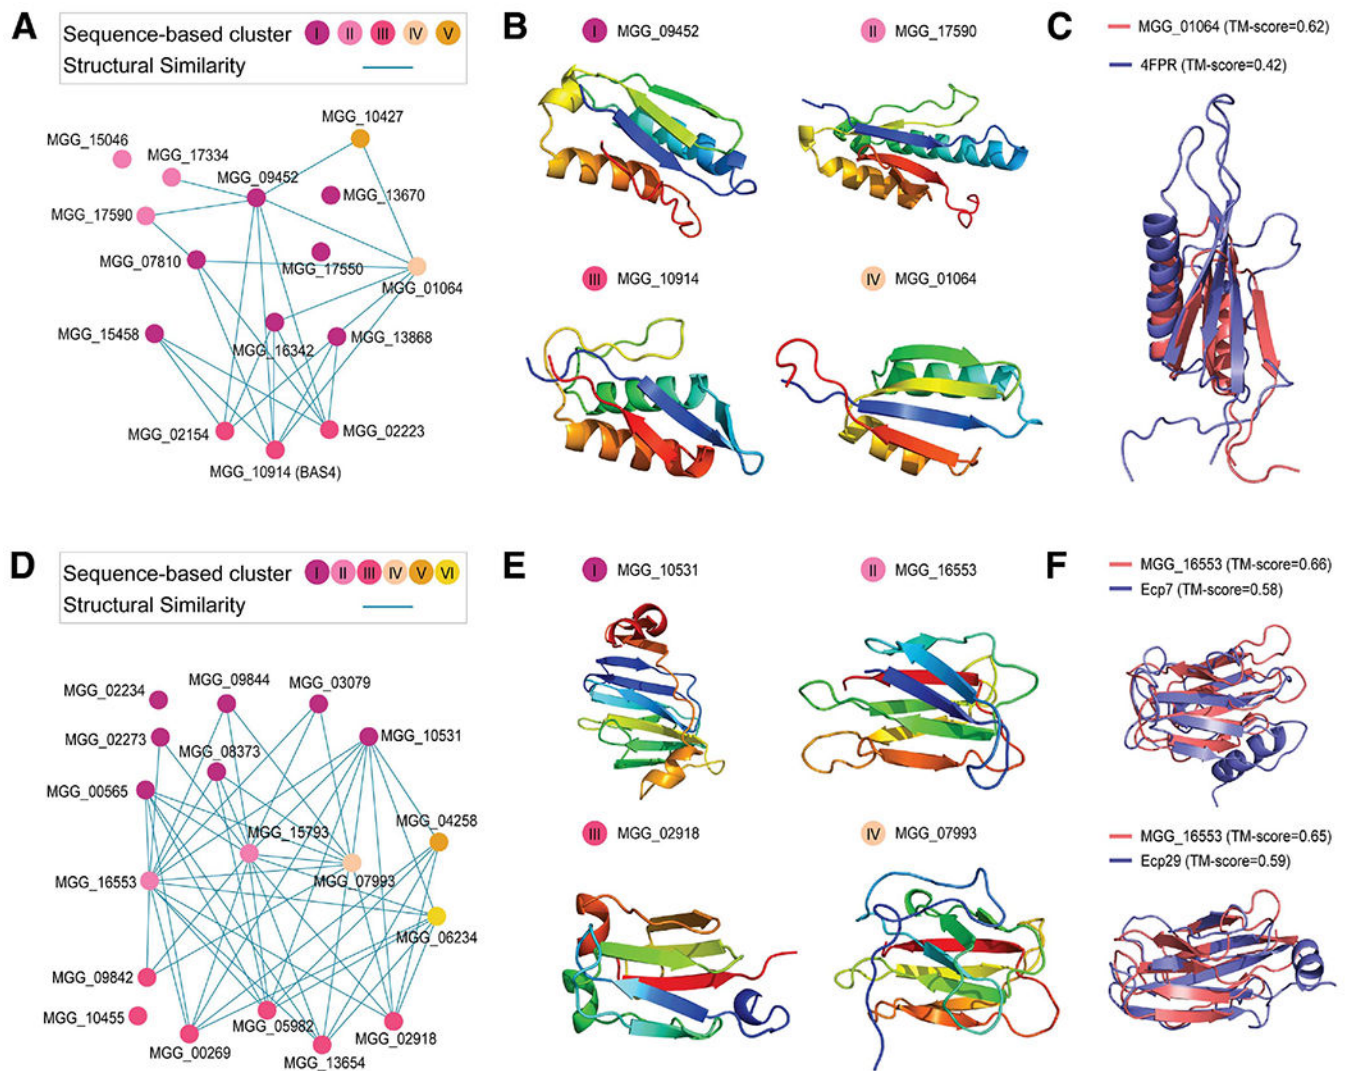 A
Sequence-based cluster I II III IV V
Structural Similarity
MGG_10427
MGG_15046
MGG_17334
MGG_09452
MGG_13670
MGG_17590
MGG_07810
MGG_17550
MGG_01064
MGG_15458
MGG_16342
MGG_13868
MGG_02154
MGG_02223
MGG_10914 (BAS4)
B
I MGG_09452
II MGG_17590
III MGG_10914
IV MGG_01064
C
MGG_01064 (TM-score=0.62)
4FPR (TM-score=0.42)
D
Sequence-based cluster I II III IV V VI
Structural Similarity
MGG_02234
MGG_09844
MGG_03079
MGG_02273
MGG_08373
MGG_10531
MGG_00565
MGG_15793
MGG_04258
MGG_16553
MGG_07993
MGG_06234
MGG_09842
MGG_10455
MGG_05982
MGG_00269
MGG_13654
MGG_02918
E
I MGG_10531
II MGG_16553
III MGG_02918
IV MGG_07993
F
MGG_16553 (TM-score=0.66)
Ecp7 (TM-score=0.58)
MGG_16553 (TM-score=0.65)
Ecp29 (TM-score=0.59)